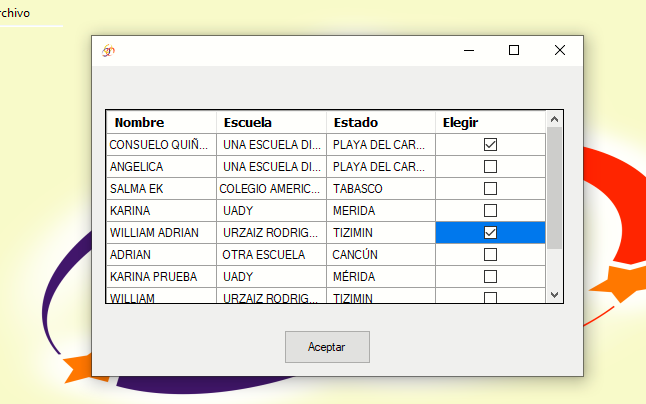 rchivo
Nombre Escuela Estado Elegir
CONSUELO QUIÑ... UNA ESCUELA DI... PLAYA DEL CAR...
ANGELICA UNA ESCUELA DI... PLAYA DEL CAR...
SALMA EK COLEGIO AMERIC... TABASCO
KARINA UADY MERIDA
WILLIAM ADRIAN URZAIZ RODRIG... TIZIMIN
ADRIAN OTRA ESCUELA CANCÚN
KARINA PRUEBA UADY MÉRIDA
WILLIAM URZAIZ RODRIG... TIZIMIN
Aceptar